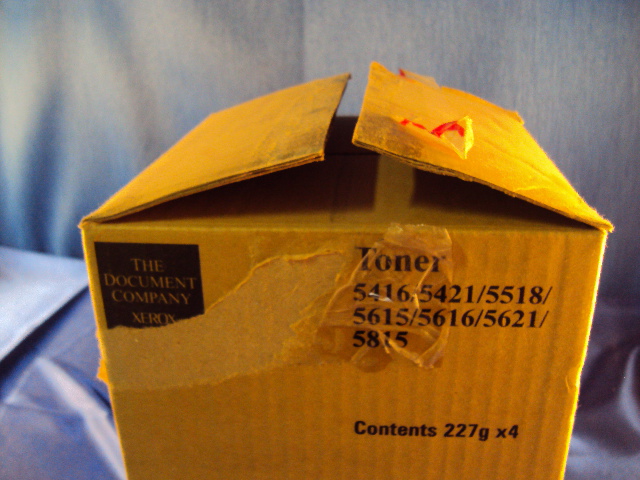 THE
DOCUMENT
COMPANY
XEROX
Toner
5416/5421/5518/
5615/5616/5621/
5815
Contents 227g x4